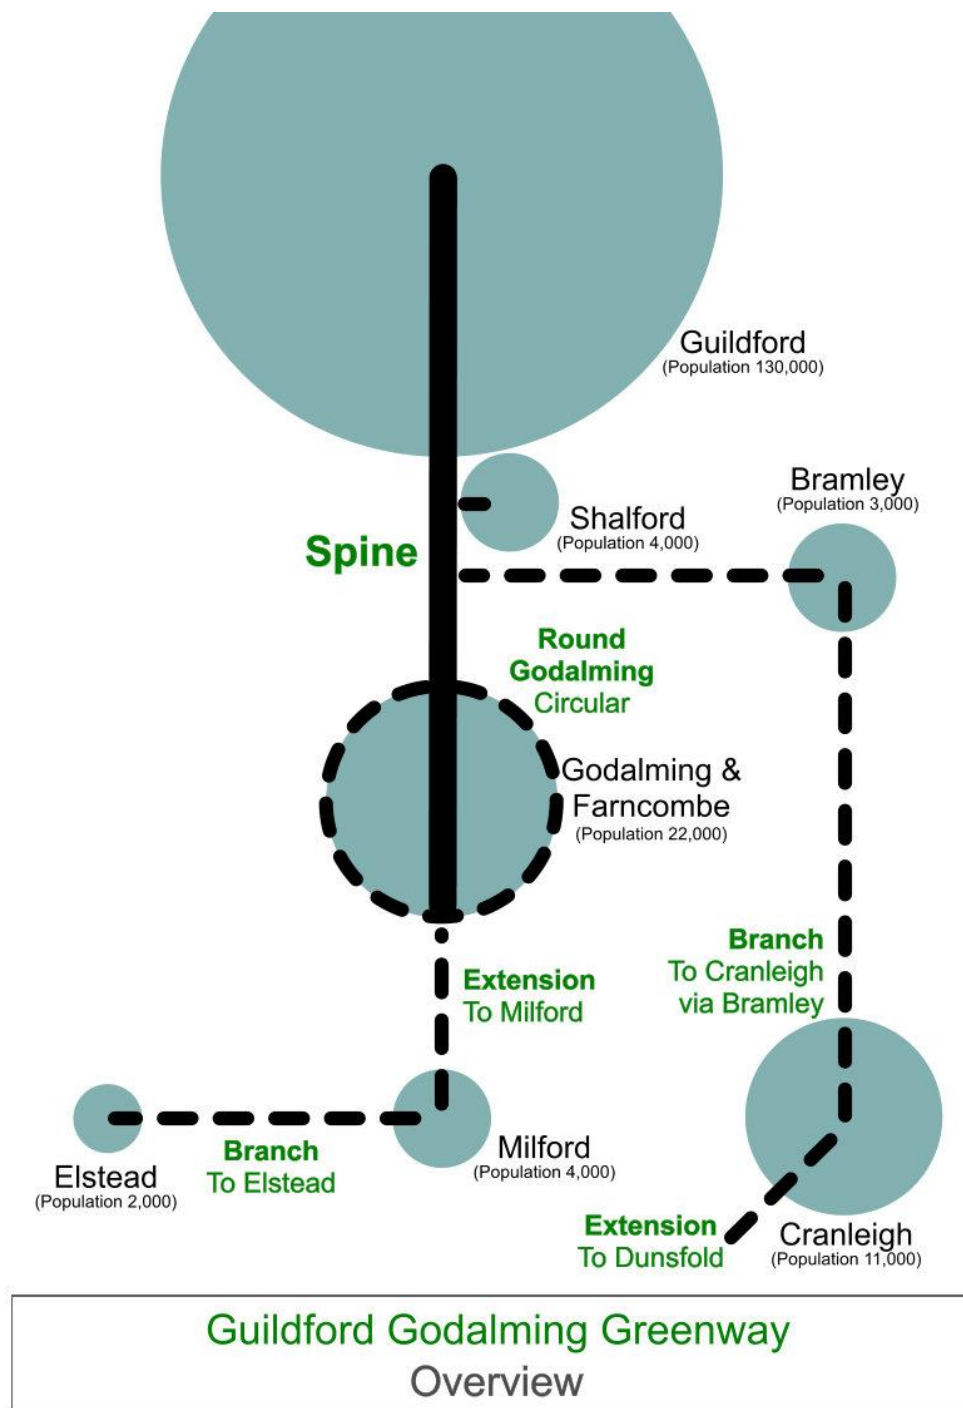 Guildford
(Population 130,000)
Bramley
(Population 3,000)
Shalford
(Population 4,000)
Spine
Round
Godalming
Circular
Godalming &
Farncombe
(Population 22,000)
Branch
To Cranleigh
via Bramley
Extension
To Milford
Milford
(Population 4,000)
Branch
To Elstead
Elstead
(Population 2,000)
Extension
To Dunsfold
Cranleigh
(Population 11,000)
Guildford Godalming Greenway
Overview